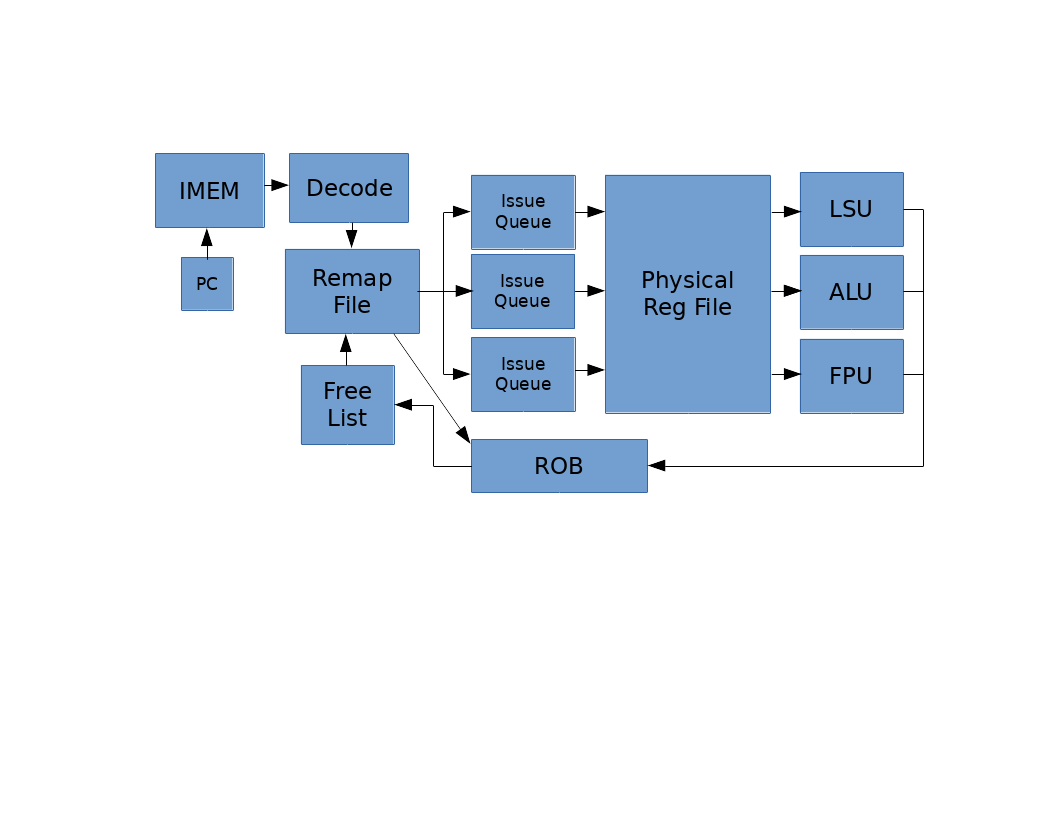 IMEM
Decode
PC
Remap
File
Free
List
Issue
Queue
Issue
Queue
Issue
Queue
Physical
Reg File
LSU
ALU
FPU
ROB